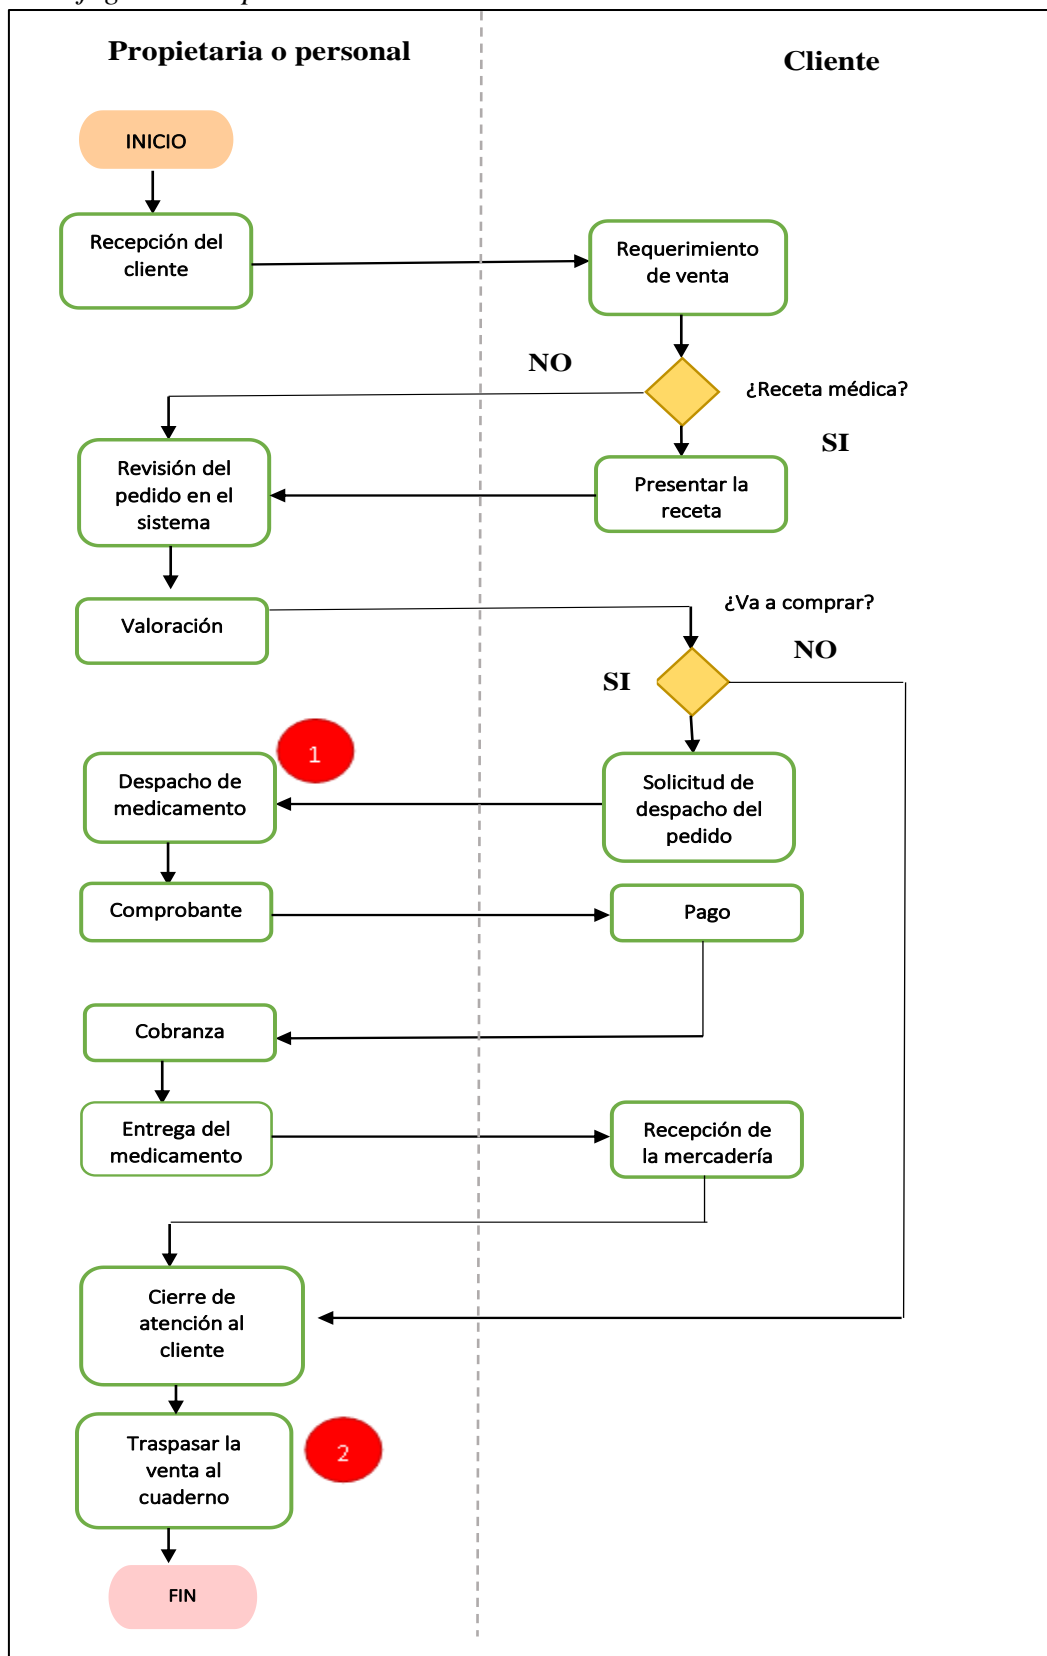 Propietaria o personal
Cliente
INICIO
Recepción del
cliente
Requerimiento
de venta
NO
¿Receta médica?
SI
Revisión del
pedido en el
sistema
Presentar la
receta
Valoración
¿Va a comprar?
NO
SI
1
Despacho de
medicamento
Solicitud de
despacho del
pedido
Comprobante
Pago
Cobranza
Entrega del
medicamento
Recepción de
la mercadería
Cierre de
atención al
cliente
Traspasar la
venta al
cuaderno
2
FIN